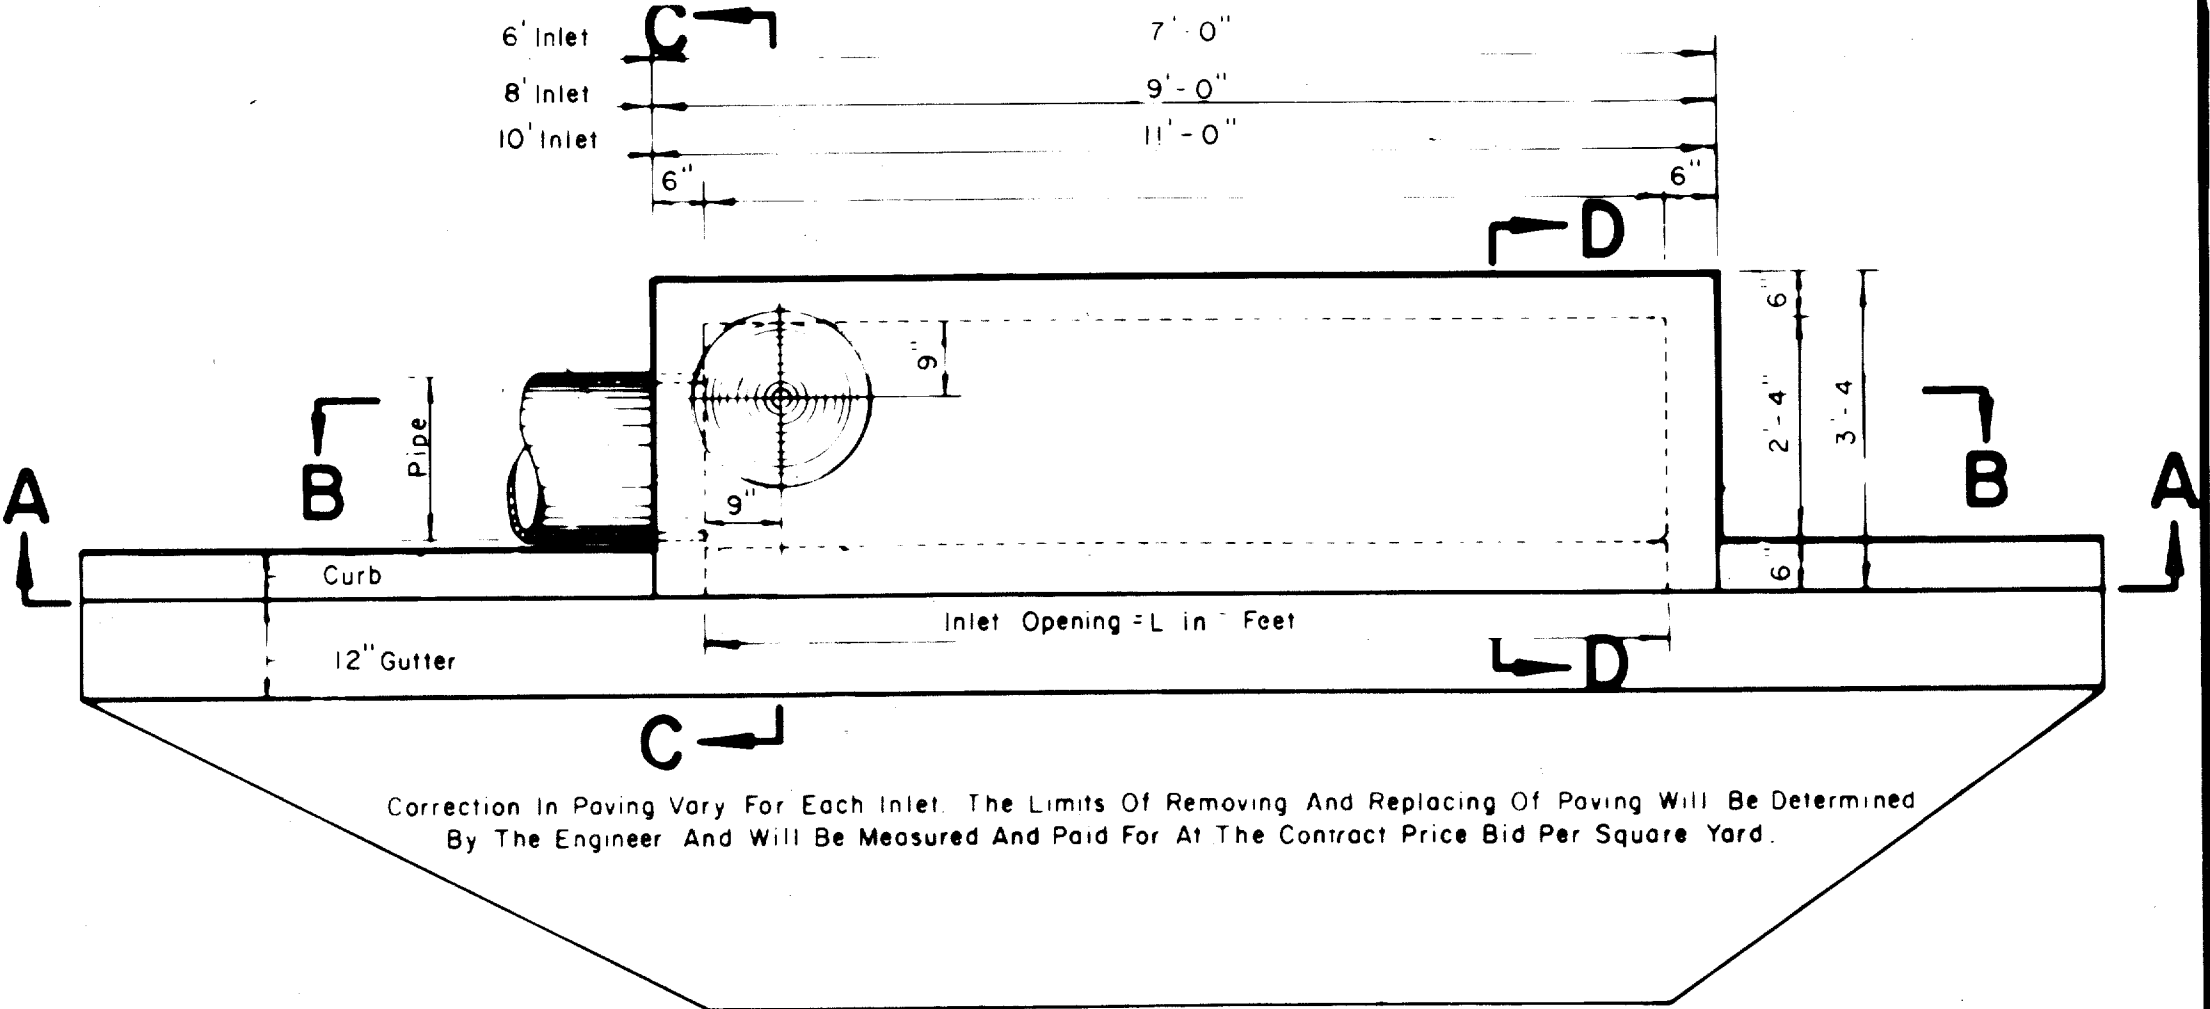 C
6' Inlet 7'-0"
8' Inlet 9'-0"
10' Inlet 11'-0"
6" 6"
D
6"
9"
2'-4"
3'-4
Pipe
B B
A A
9"
6"
Curb
Inlet Opening = L in - Feet
12" Gutter
D
C
Correction In Paving Vary For Each Inlet. The Limits Of Removing And Replacing Of Paving Will Be Determined
By The Engineer And Will Be Measured And Paid For At The Contract Price Bid Per Square Yard.